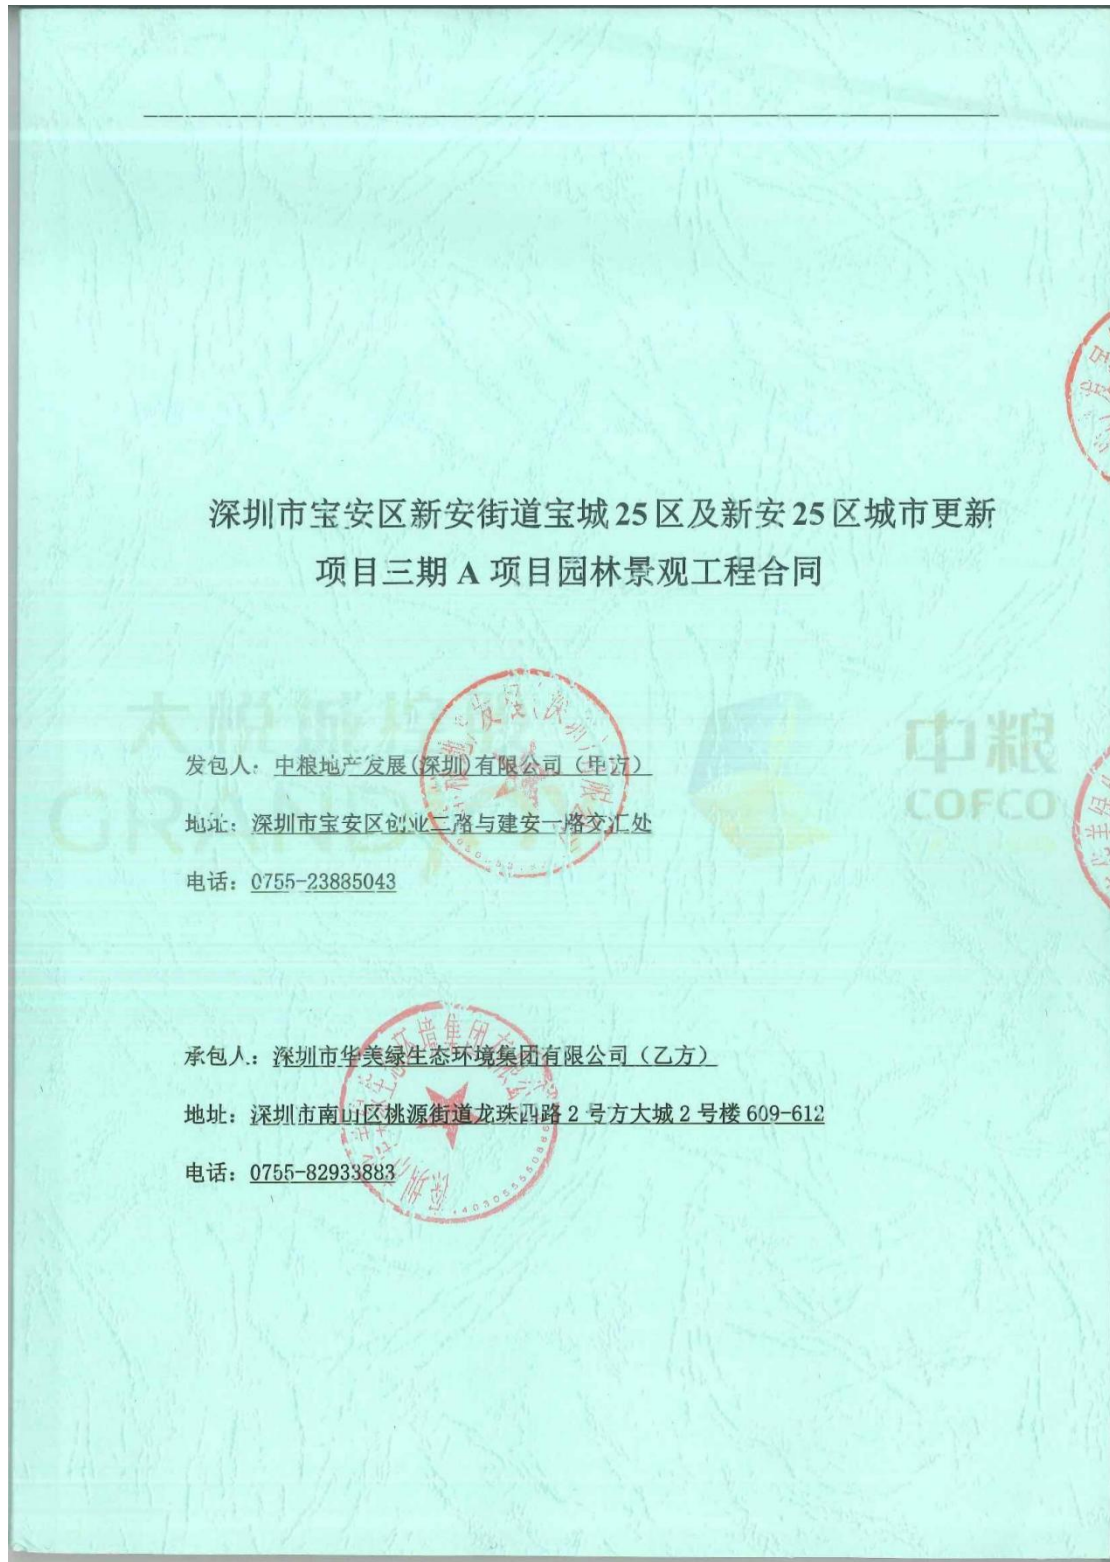 深圳市宝安区新安街道宝城25区及新安25区城市更新
项目三期A项目园林景观工程合同
大悦城控股
中粮
GRAND JOY
COFCO
发包人：中粮地产发展(深圳)有限公司（甲方）
地址：深圳市宝安区创业二路与建安一路交汇处
电话：0755-23885043
承包人：深圳市华美绿生态环境集团有限公司（乙方）
地址：深圳市南山区桃源街道龙珠四路2号方大城2号楼609-612
电话：0755-82933883